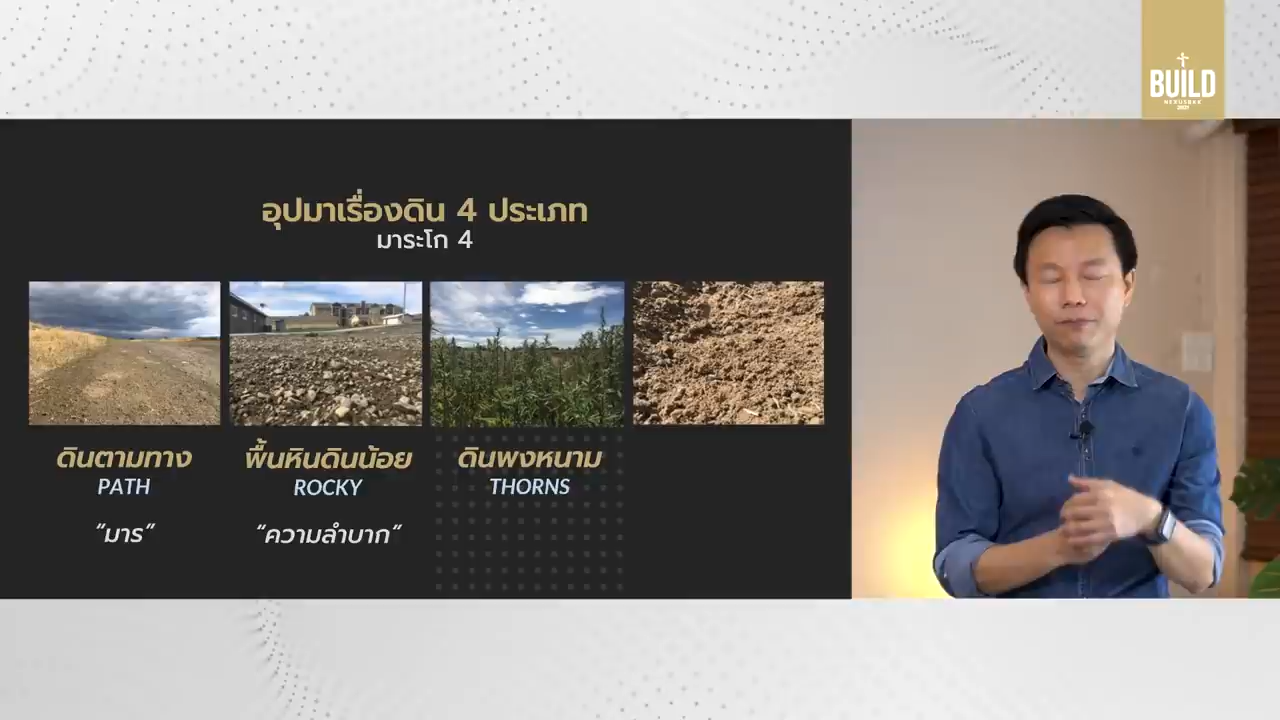 อุปมาเรื่องดิน 4 ประเภท
มาระโก 4
ดินตามทาง
PATH
"มาร"
พื้นหินดินน้อย
ROCKY
"ความลำบาก"
ดินพงหนาม
THORNS
BUILD
NEXUSBKK
2021